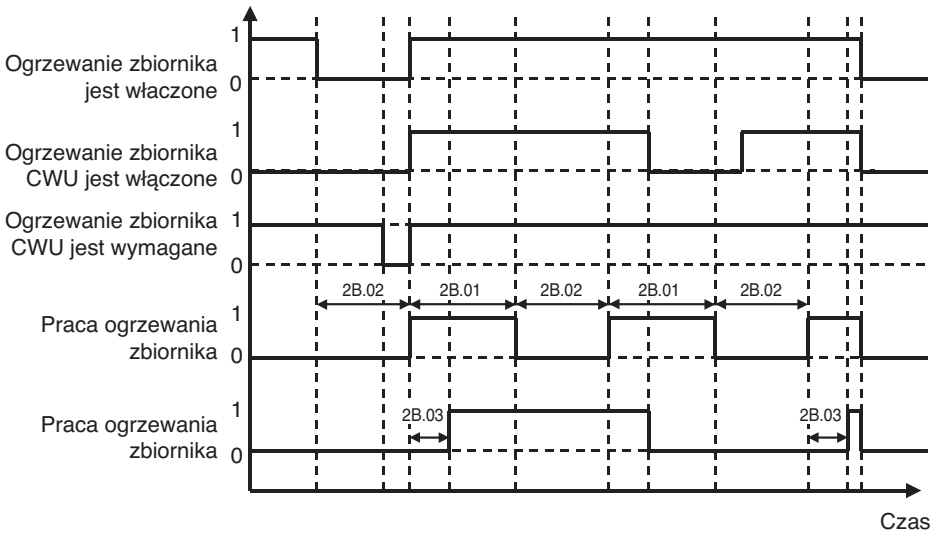 1
Ogrzewanie zbiornika
jest właczone
0
1
Ogrzewanie zbiornika
CWU jest włączone
0
Ogrzewanie zbiornika
1
CWU jest wymagane
0
2B.02 2B.01 2B.02 2B.01 2B.02
1
Praca ogrzewania
zbiornika
0
1
2B.03 2B.03
Praca ogrzewania
zbiornika
0
Czas